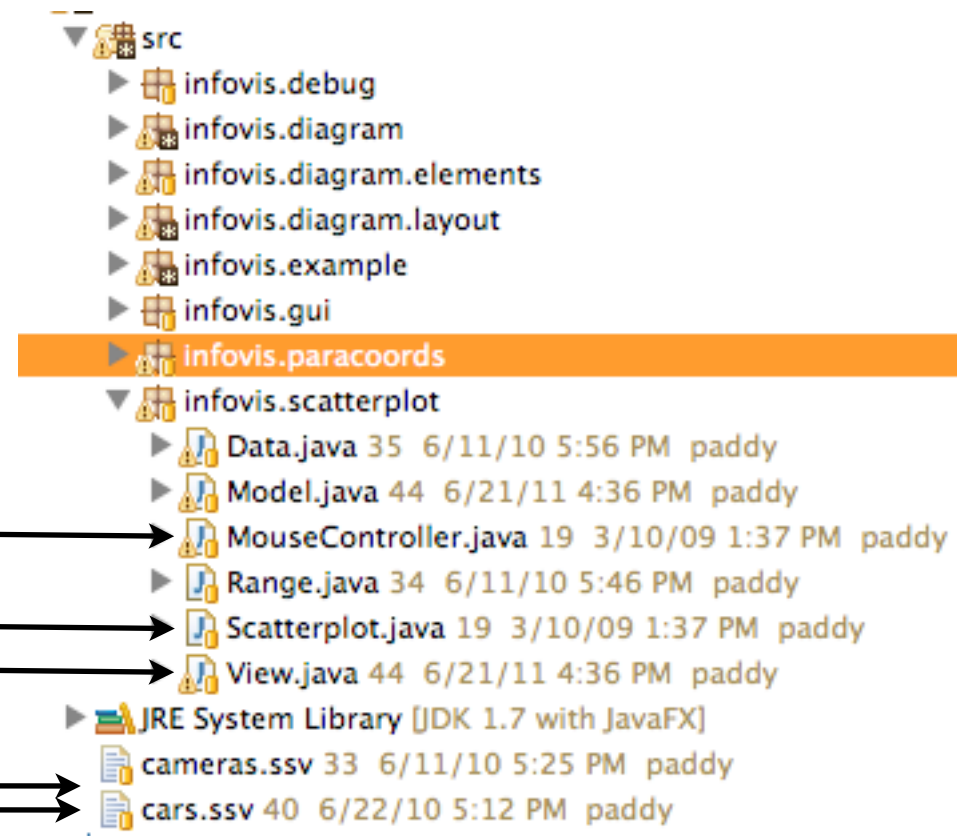 src
infovis.debug
infovis.diagram
infovis.diagram.elements
infovis.diagram.layout
infovis.example
infovis.gui
infovis.paracoords
infovis.scatterplot
Data.java 35 6/11/10 5:56 PM paddy
Model.java 44 6/21/11 4:36 PM paddy
MouseController.java 19 3/10/09 1:37 PM paddy
Range.java 34 6/11/10 5:46 PM paddy
Scatterplot.java 19 3/10/09 1:37 PM paddy
View.java 44 6/21/11 4:36 PM paddy
JRE System Library [JDK 1.7 with JavaFX]
cameras.ssv 33 6/11/10 5:25 PM paddy
cars.ssv 40 6/22/10 5:12 PM paddy